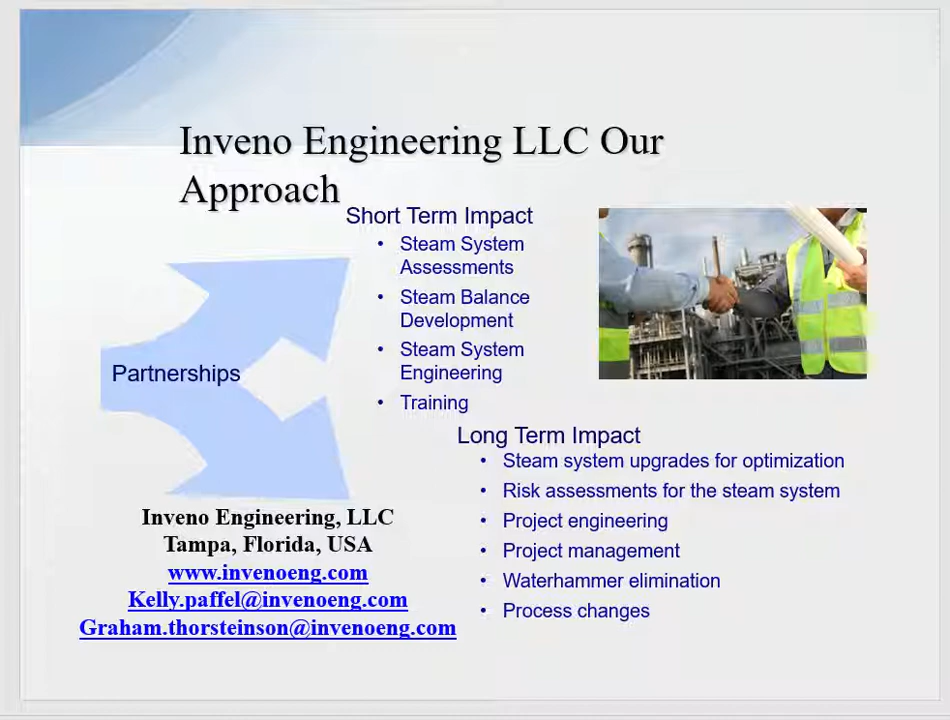 Inveno Engineering LLC Our
Approach
Short Term Impact
• Steam System
Assessments
• Steam Balance
Development
• Steam System
Engineering
• Training
Partnerships
Long Term Impact
• Steam system upgrades for optimization
• Risk assessments for the steam system
• Project engineering
• Project management
• Waterhammer elimination
• Process changes
Inveno Engineering, LLC
Tampa, Florida, USA
www.invenoeng.com
Kelly.paffel@invenoeng.com
Graham.thorsteinson@invenoeng.com